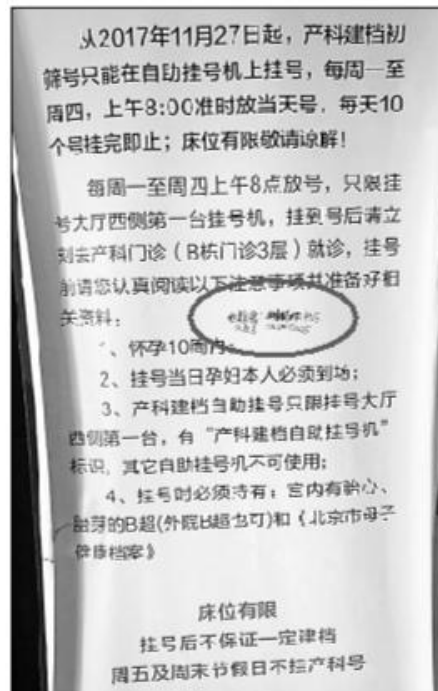 从2017年11月27日起，产科建档初
筛号只能在自助挂号机上挂号，每周一至
周四，上午8:00准时放当天号，每天10
个号挂完即止；床位有限敬请谅解！
每周一至周四上午8点放号，只限挂
号大厅西侧第一台挂号机，挂到号后请立
刻去产科门诊（B栋门诊3层）就诊，挂号
前请您认真阅读以下注意事项并准备好相
关资料：
1、怀孕10周内；
2、挂号当日孕妇本人必须到场；
3、产科建档自助挂号只限挂号大厅
西侧第一台，有“产科建档自助挂号机”
标识，其它自助挂号机不可使用；
4、挂号时必须持有：宫内有胎心、
胎芽的B超(外院B超也可)和《北京市母子
健康档案》
床位有限
挂号后不保证一定建档
周五及周末节假日不挂产科号